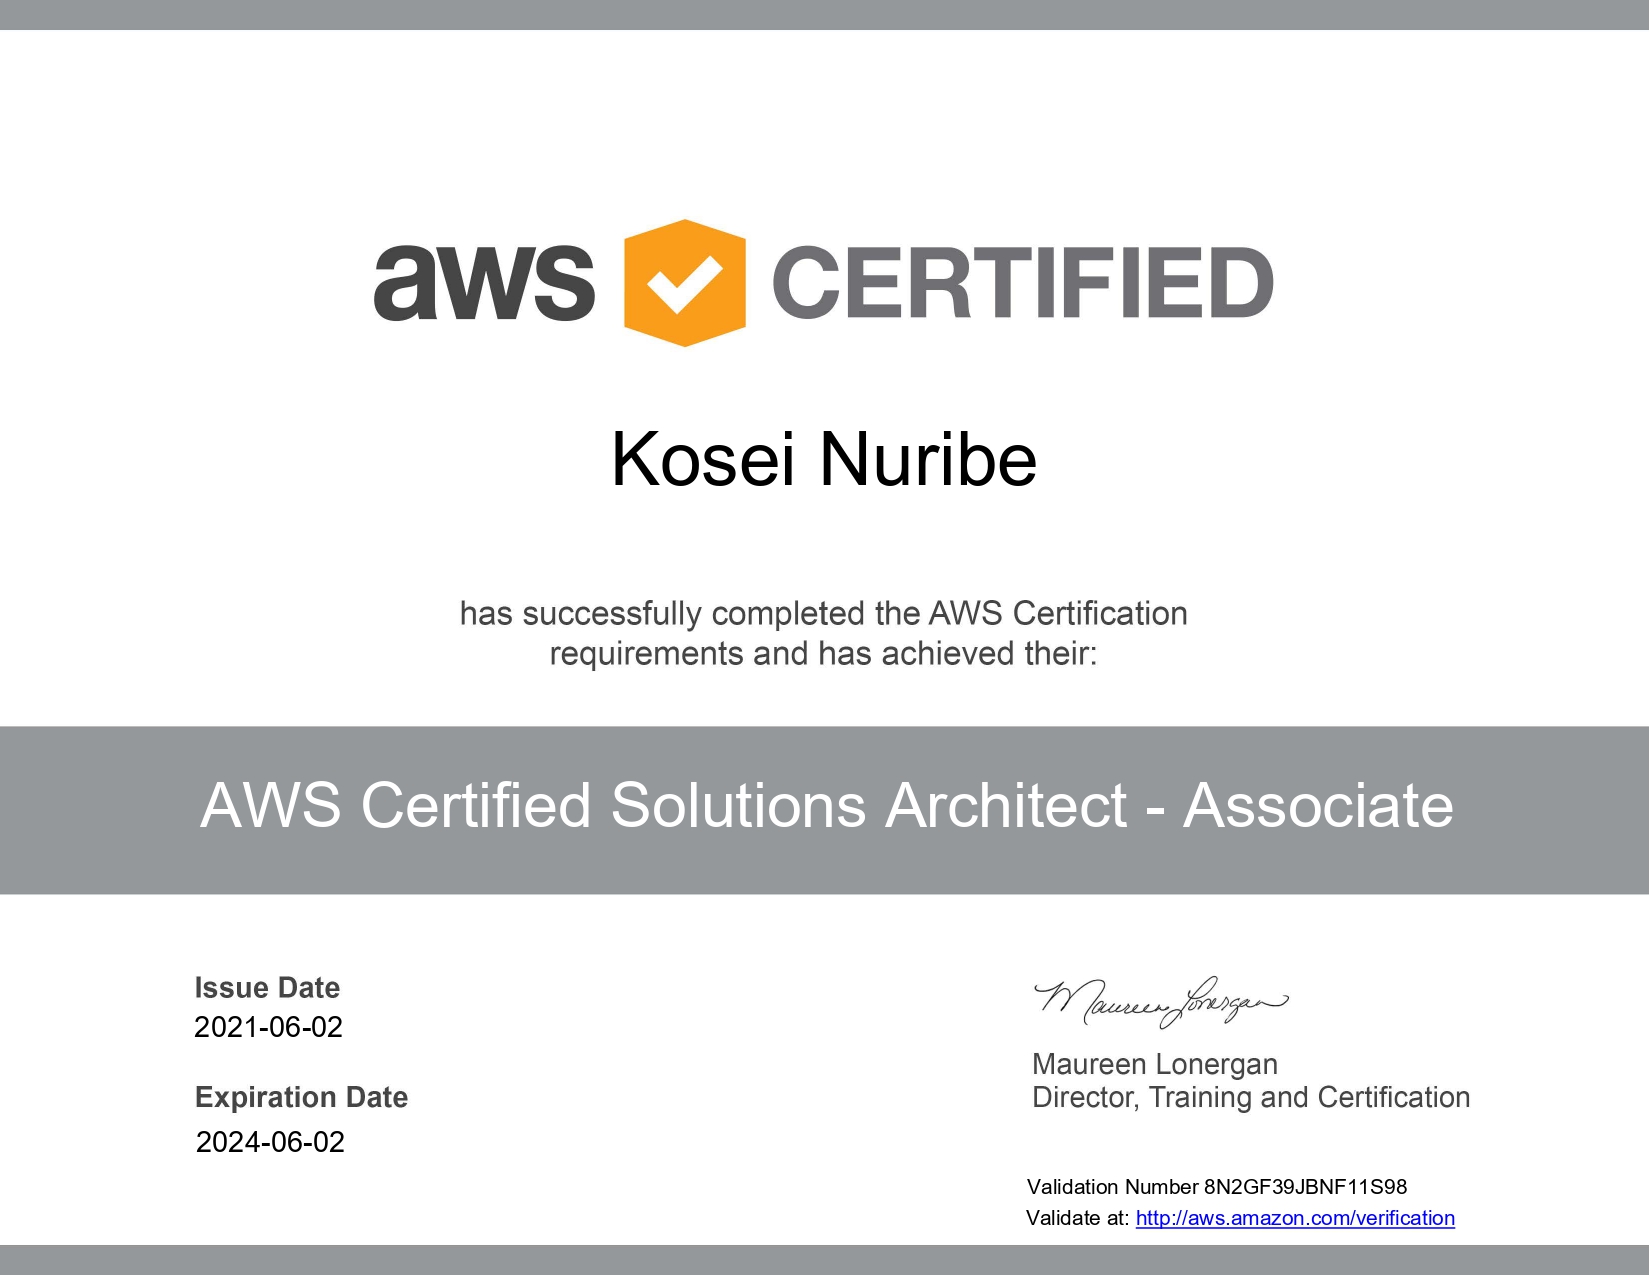 aws CERTIFIED
Kosei Nuribe
has successfully completed the AWS Certification
requirements and has achieved their:
AWS Certified Solutions Architect - Associate
Issue Date
2021-06-02
Expiration Date
2024-06-02
Maureen Lonergan
Maureen Lonergan
Director, Training and Certification
Validation Number 8N2GF39JBNF11S98
Validate at: http://aws.amazon.com/verification